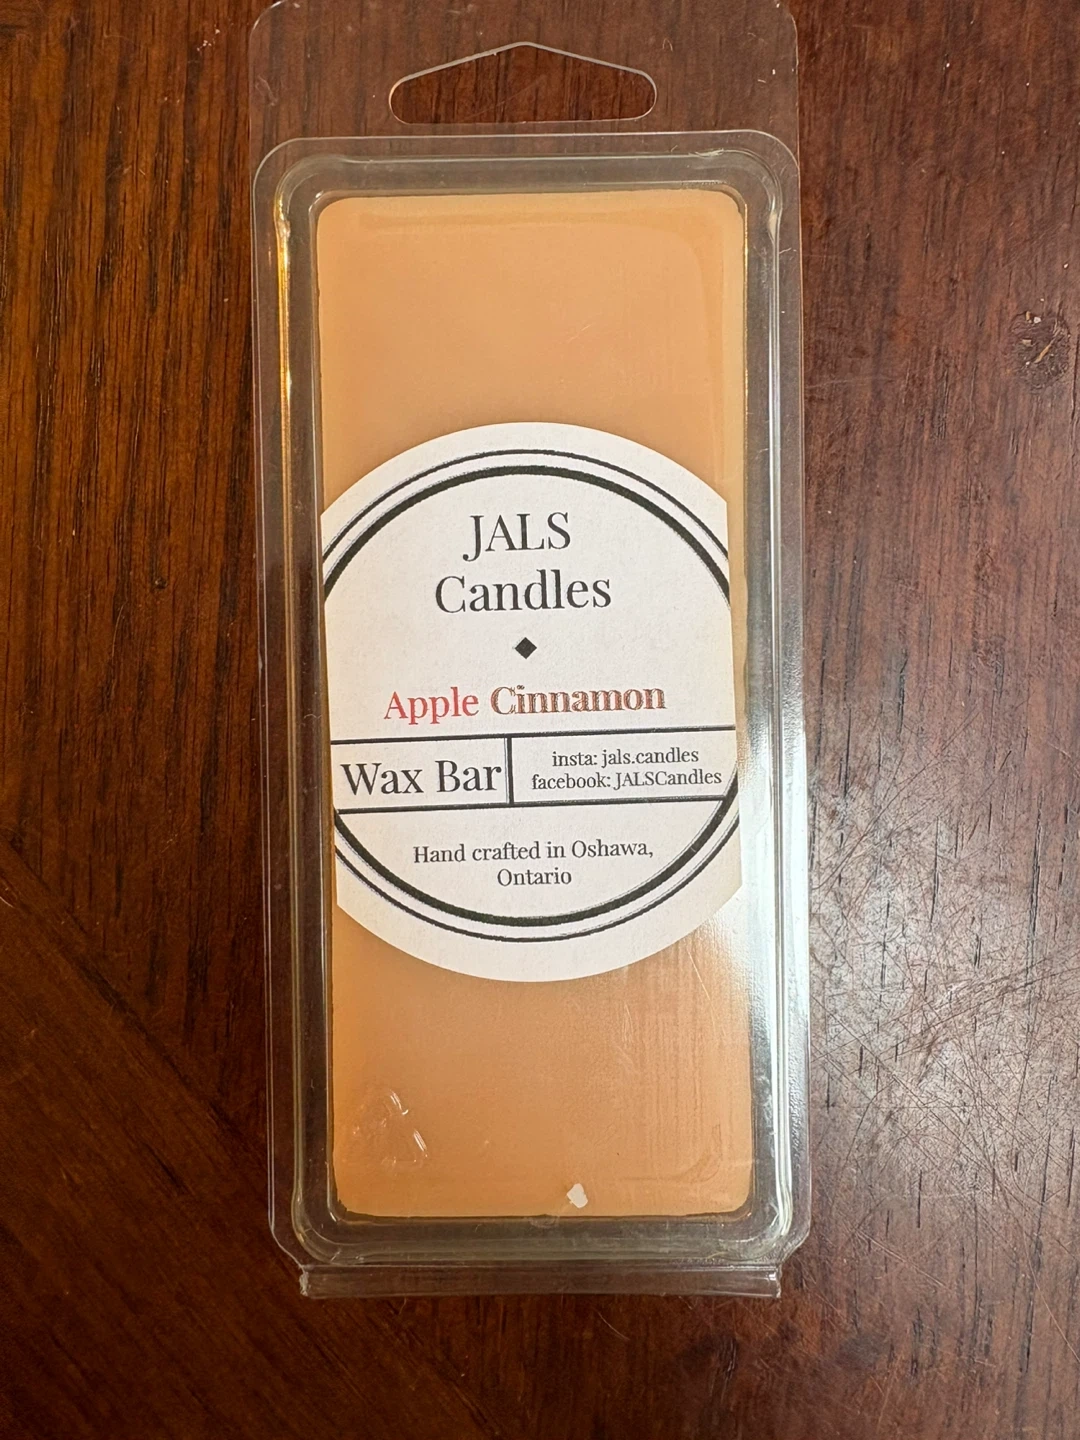 JALS
Candles
Apple Cinnamon
Wax Bar
insta: jals.candles
facebook: JALSCandles
Hand crafted in Oshawa,
Ontario